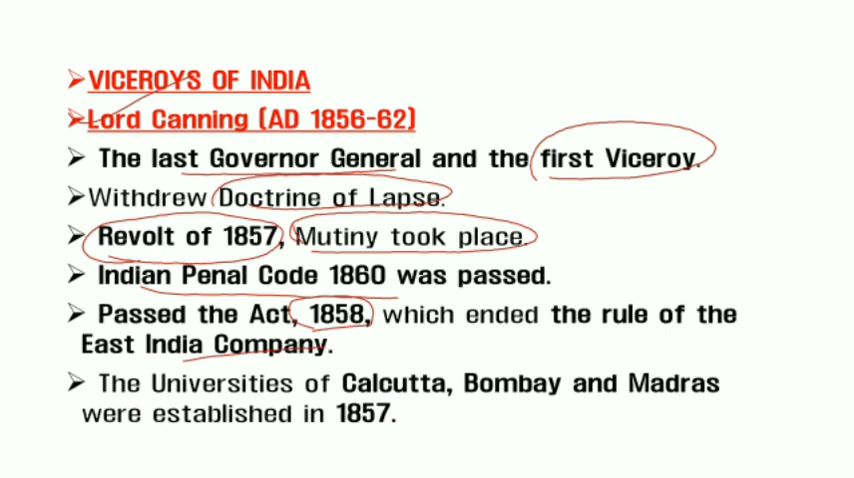 ➢VICEROYS OF INDIA
➢Lord Canning (AD 1856-62)
➢ The last Governor General and the first Viceroy.
➢Withdrew Doctrine of Lapse.
➢ Revolt of 1857, Mutiny took place.
➢ Indian Penal Code 1860 was passed.
➢ Passed the Act, 1858, which ended the rule of the
East India Company.
➢ The Universities of Calcutta, Bombay and Madras
were established in 1857.